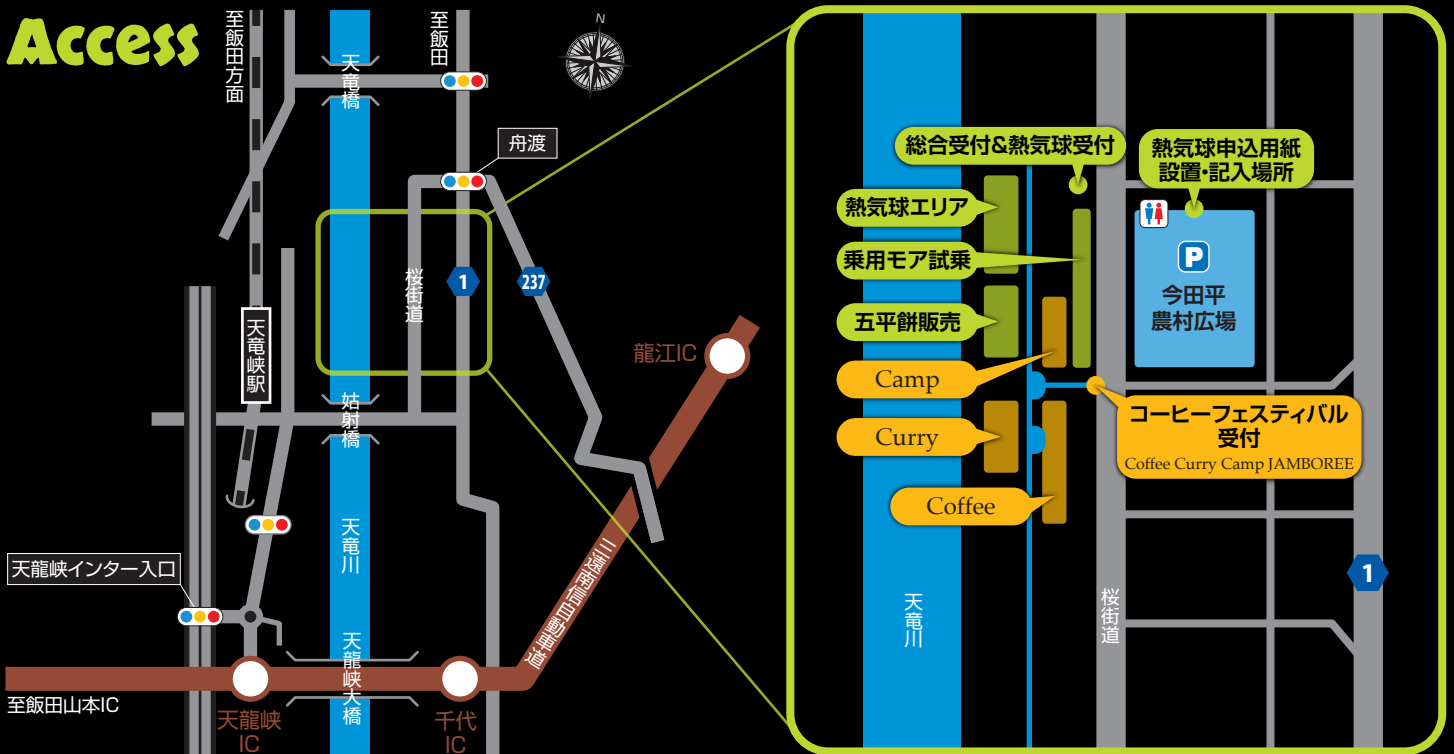 Access
至飯田方面
至飯田
N
天竜橋
舟渡
桜街道
1
237
天竜峡駅
龍江IC
姑射橋
天竜川
天龍峡インター入口
三遠南信自動車道
天龍峡大橋
至飯田山本IC
天龍峡
IC
千代
IC
総合受付&熱気球受付
熱気球申込用紙
設置・記入場所
熱気球エリア
乗用モア試乗
P
今田平
農村広場
五平餅販売
Camp
コーヒーフェスティバル
受付
Coffee Curry Camp JAMBOREE
Curry
Coffee
天竜川
桜街道
1